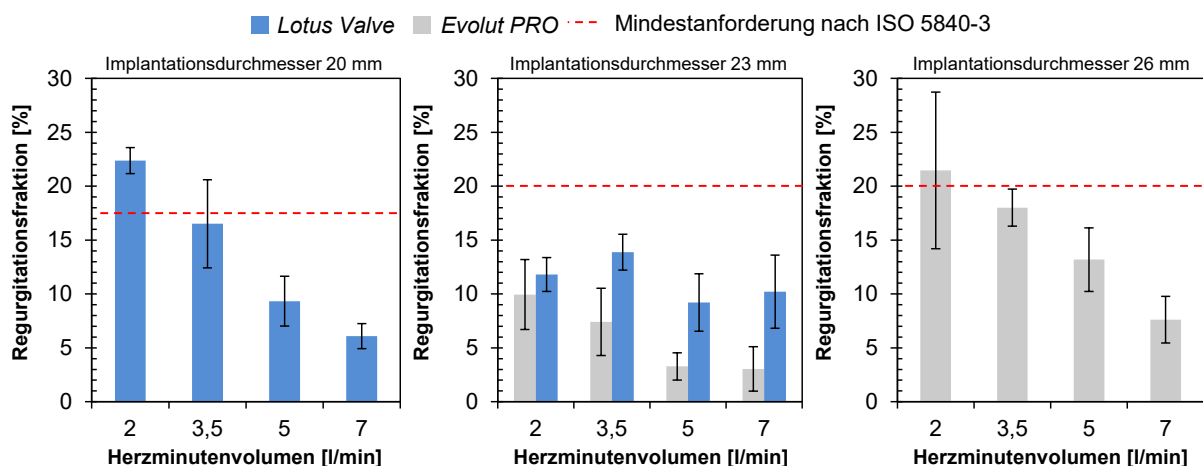 Lotus Valve Evolut PRO Mindestanforderung nach ISO 5840-3
Implantationsdurchmesser 20 mm
Regurgitationsfraktion [%]
30
25
20
15
10
5
0
2 3,5 5 7
Herzminutenvolumen [l/min]
Implantationsdurchmesser 23 mm
Regurgitationsfraktion [%]
30
25
20
15
10
5
0
2 3,5 5 7
Herzminutenvolumen [l/min]
Implantationsdurchmesser 26 mm
Regurgitationsfraktion [%]
30
25
20
15
10
5
0
2 3,5 5 7
Herzminutenvolumen [l/min]